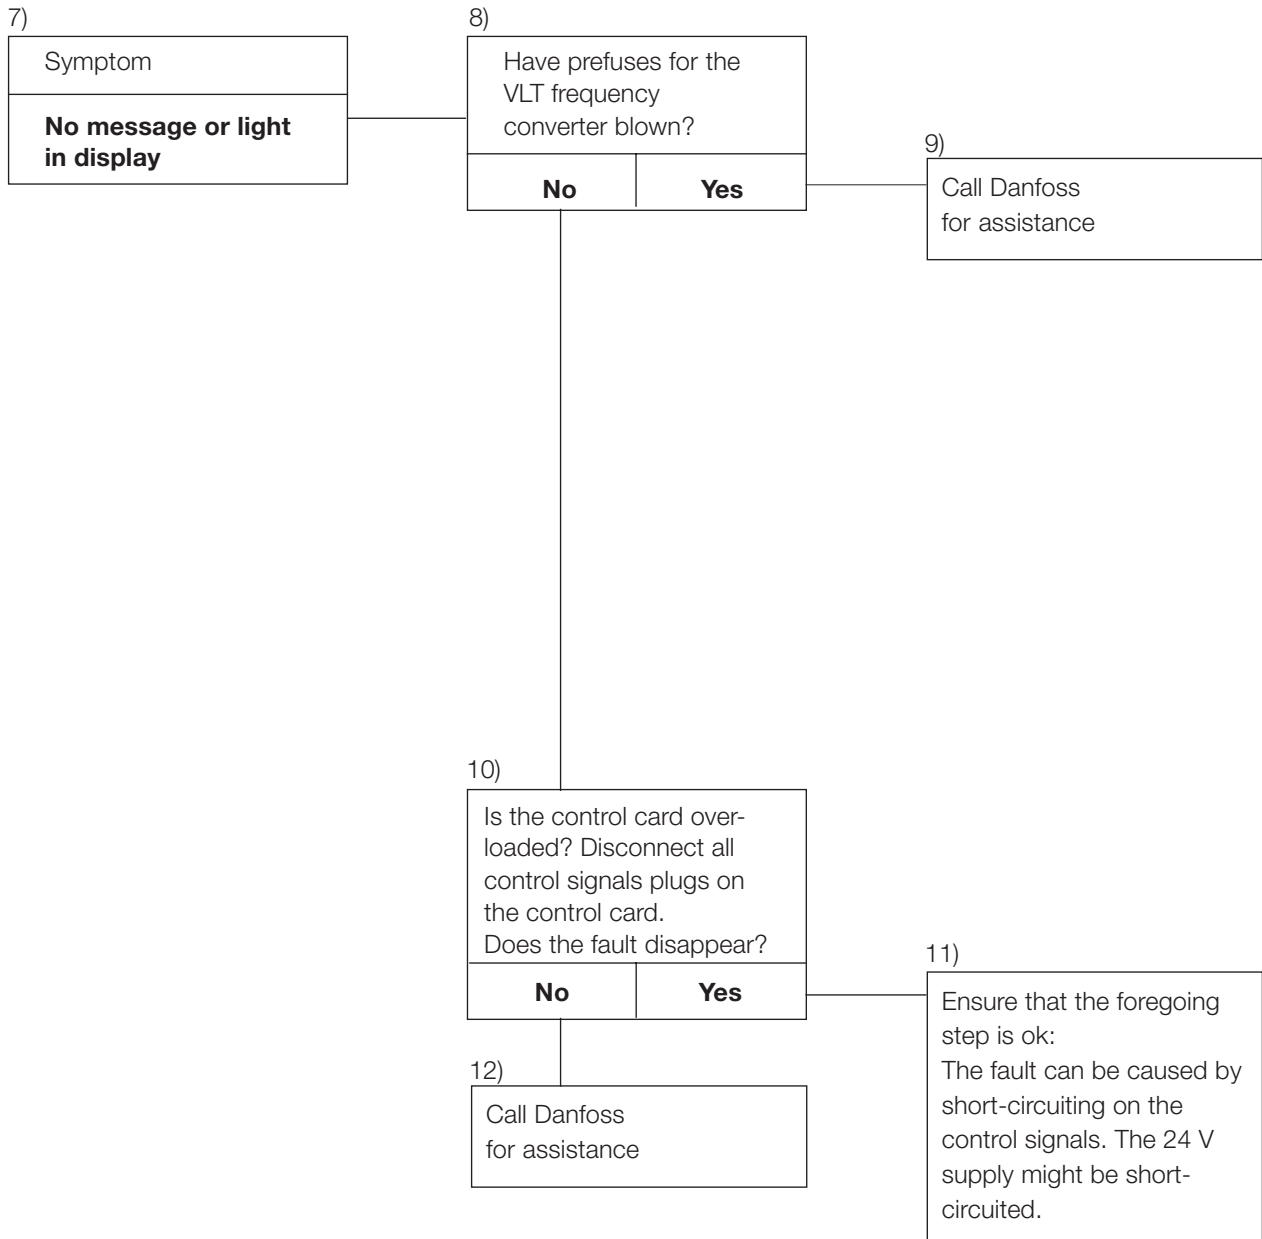 7)
Symptom
No message or light
in display
8)
Have prefuses for the
VLT frequency
converter blown?
No
Yes
9)
Call Danfoss
for assistance
10)
Is the control card over-
loaded? Disconnect all
control signals plugs on
the control card.
Does the fault disappear?
No
Yes
11)
Ensure that the foregoing
step is ok:
The fault can be caused by
short-circuiting on the
control signals. The 24 V
supply might be short-
circuited.
12)
Call Danfoss
for assistance